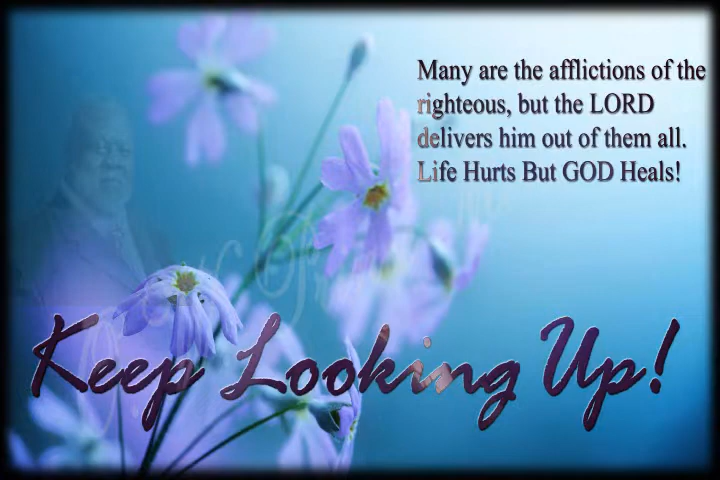 Many are the afflictions of the
righteous, but the LORD
delivers him out of them all.
Life Hurts But GOD Heals!
Keep Looking Up!